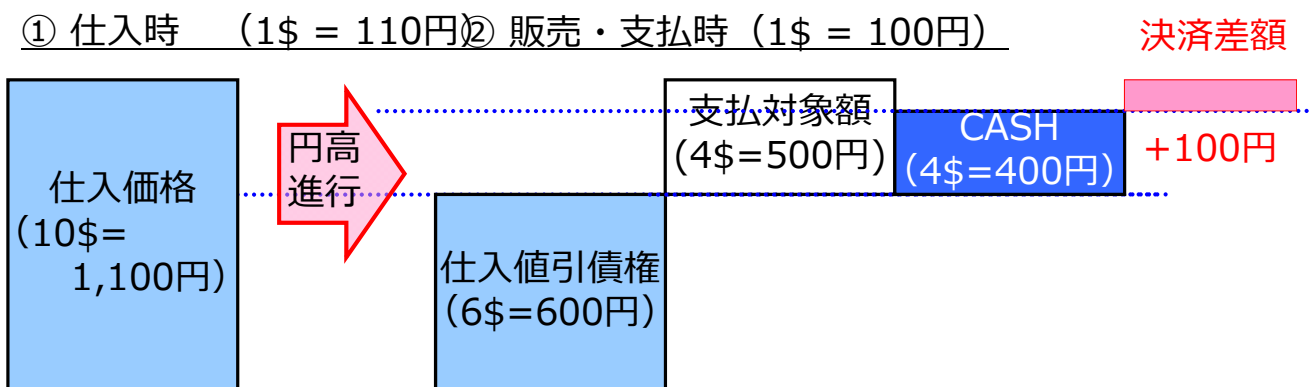 ① 仕入時 （1$ = 110円）
② 販売・支払時（1$ = 100円）
決済差額
仕入価格
（10$=
1,100円）
円高
進行
仕入値引債権
（6$=600円）
支払対象額
(4$=500円)
CASH
（4$=400円）
+100円